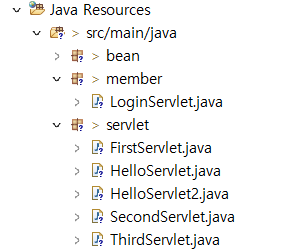 Java Resources
> src/main/java
> bean
> member
LoginServlet.java
> servlet
FirstServlet.java
HelloServlet.java
HelloServlet2.java
SecondServlet.java
ThirdServlet.java